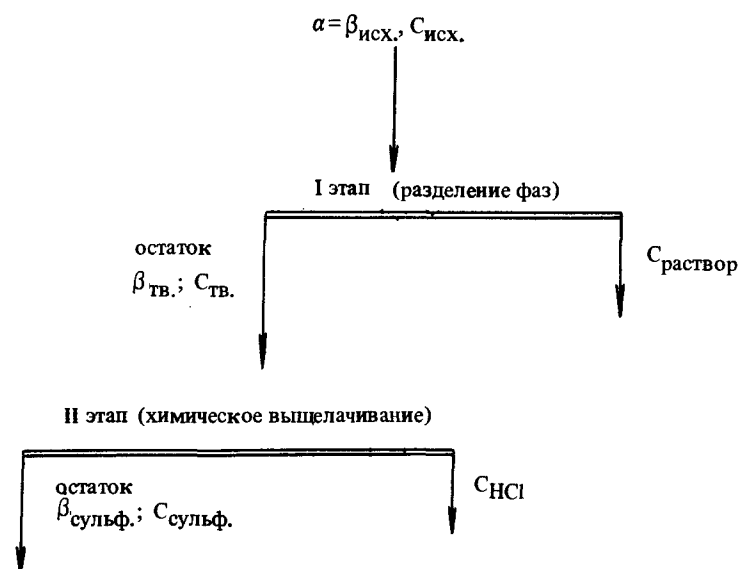 α=βисх., Cисх.
I этап (разделение фаз)
остаток
βтв.; Cтв.
Cраствор
II этап (химическое выщелачивание)
остаток
βсульф.; Cсульф.
CHCl